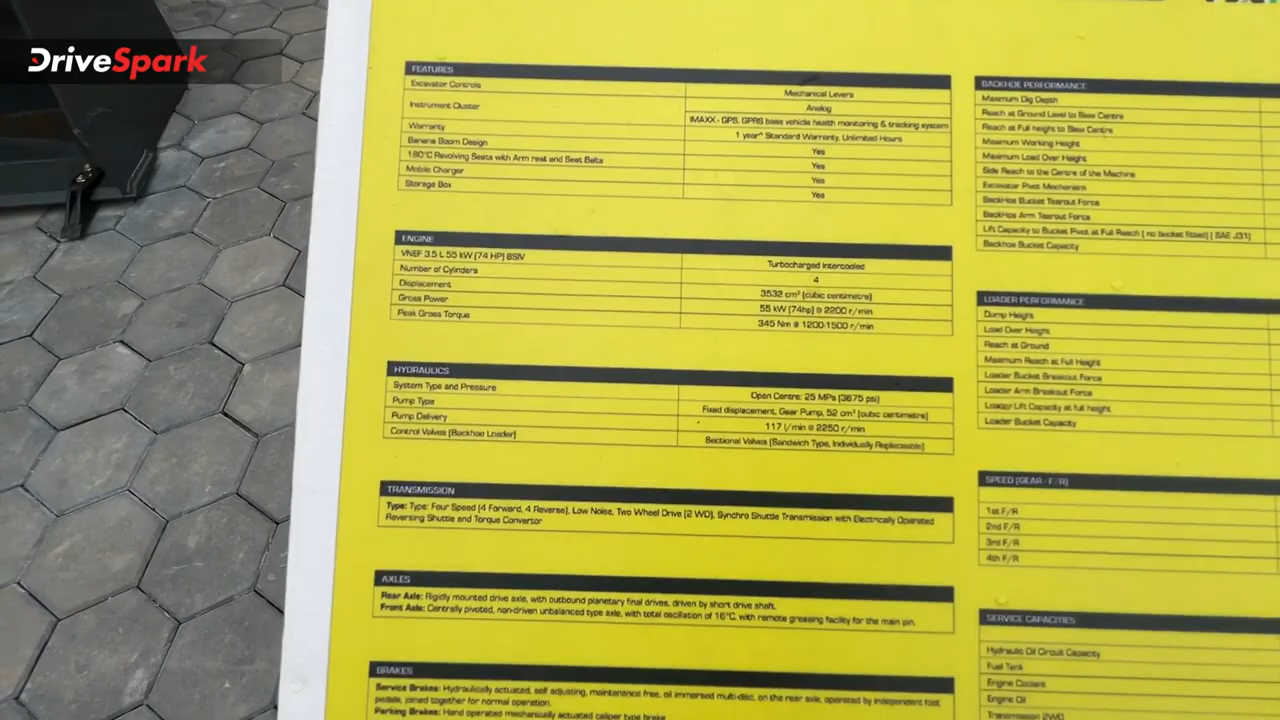 DriveSpark
FEATURES
Excavator Controls
Mechanical Levers
Instrument Cluster
Analog
iMAXX - GPS, GPRS base vehicle health monitoring & tracking system
Warranty
1 year^ Standard Warranty, Unlimited Hours
Banana Boom Design
Yes
180°C Revolving Seats with Arm rest and Seat Belts
Yes
Mobile Charger
Yes
Storage Box
Yes
ENGINE
VNEF 3.5 L 55 kW (74 HP) BSIV
Turbocharged Intercooled
Number of Cylinders
4
Displacement
3532 cm³ (cubic centimetre)
Gross Power
55 kW (74hp) @ 2200 r/min
Peak Gross Torque
345 Nm @ 1200-1500 r/min
HYDRAULICS
System Type and Pressure
Open Centre: 25 MPa (3675 psi)
Pump Type
Fixed displacement, Gear Pump, 52 cm³ (cubic centimetre)
Pump Delivery
117 l/min @ 2250 r/min
Control Valves (Backhoe Loader)
Sectional Valves (Sandwich Type, Individually Replaceable)
TRANSMISSION
Type: Type: Four Speed (4 Forward, 4 Reverse), Low Noise, Two Wheel Drive (2 WD), Synchro Shuttle Transmission with Electrically Operated
Reversing Shuttle and Torque Convertor
AXLES
Rear Axle: Rigidly mounted drive axle, with outbound planetary final drives, driven by short drive shaft.
Front Axle: Centrally pivoted, non-driven unbalanced type axle, with total oscillation of 16°C, with remote greasing facility for the main pin.
BRAKES
Service Brakes: Hydraulically actuated, self adjusting, maintenance free, oil immersed multi-disc, on the rear axle, operated by independent foot
pedals, joined together for normal operation.
Parking Brakes: Hand operated mechanically actuated caliper type brake
BACKHOE PERFORMANCE
Maximum Dig Depth
Reach at Ground Level to Slew Centre
Reach at Full height to Slew Centre
Maximum Working Height
Maximum Load Over Height
Side Reach to the Centre of the Machine
Excavator Pivot Mechanism
BackHoe Bucket Tearout Force
BackHoe Arm Tearout Force
Lift Capacity to Bucket Pivot at Full Reach ( no bucket fitted) ( SAE J31)
Backhoe Bucket Capacity
LOADER PERFORMANCE
Dump Height
Load Over Height
Reach at Ground
Maximum Reach at Full Height
Loader Bucket Breakout Force
Loader Arm Breakout Force
Loader Lift Capacity at full height
Loader Bucket Capacity
SPEED (GEAR - F/R)
1st F/R
2nd F/R
3rd F/R
4th F/R
SERVICE CAPACITIES
Hydraulic Oil Circuit Capacity
Fuel Tank
Engine Coolant
Engine Oil
Transmission 2WD